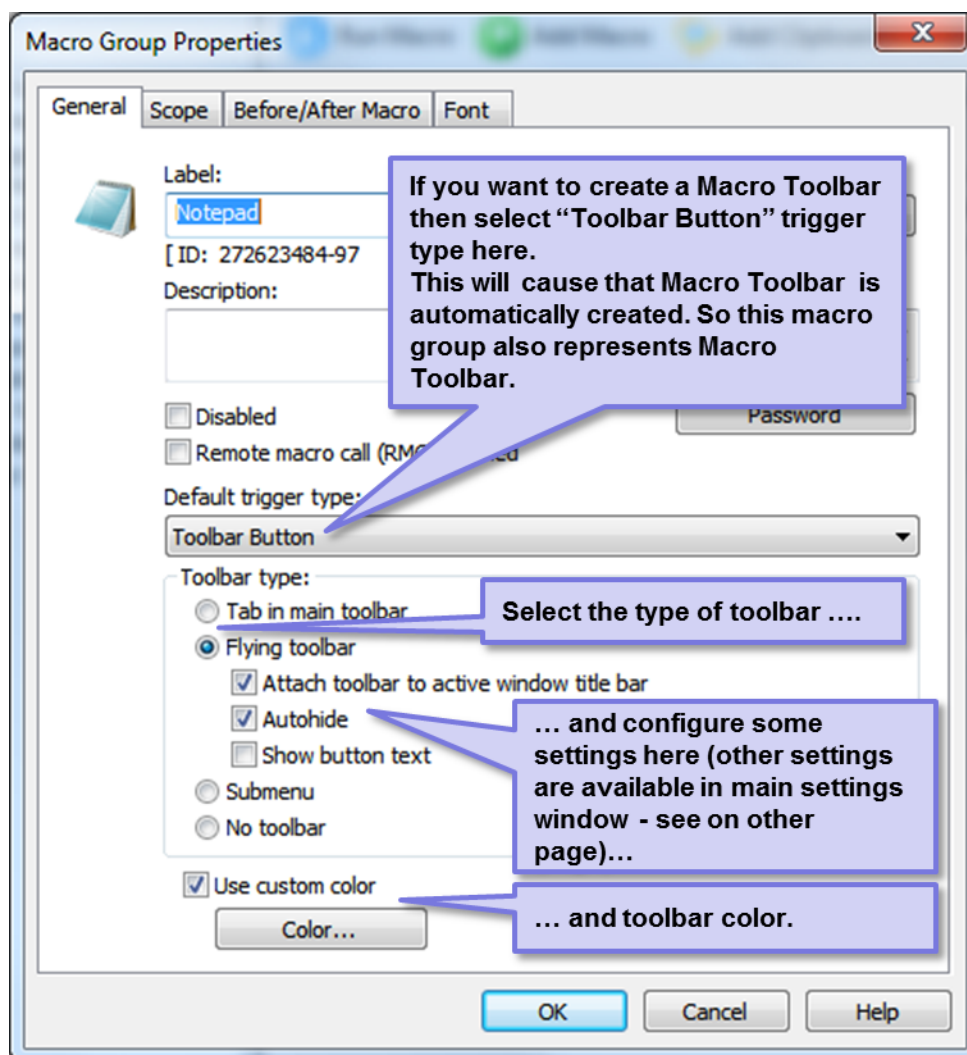 Macro Group Properties
General Scope Before/After Macro Font
Label:
Notepad
[ ID: 272623484-97
Description:
If you want to create a Macro Toolbar
then select “Toolbar Button” trigger
type here.
This will cause that Macro Toolbar is
automatically created. So this macro
group also represents Macro
Toolbar.
Disabled
Password
Remote macro call (RMC
Default trigger type:
Toolbar Button
Toolbar type:
Tab in main toolbar
Select the type of toolbar ….
Flying toolbar
Attach toolbar to active window title bar
Autohide
Show button text
… and configure some
settings here (other settings
are available in main settings
window - see on other
page)…
Submenu
No toolbar
Use custom color
… and toolbar color.
Color...
OK Cancel Help